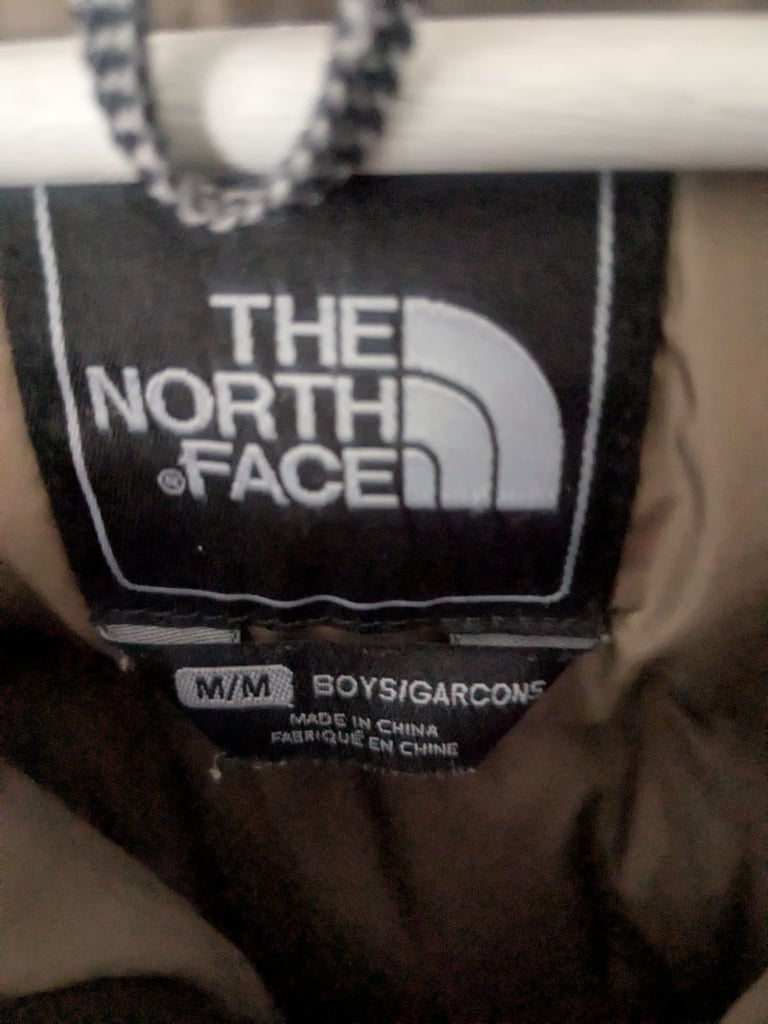 THE
NORTH
®FACE
M/M BOYS/GARCONS
MADE IN CHINA
FABRIQUÉ EN CHINE